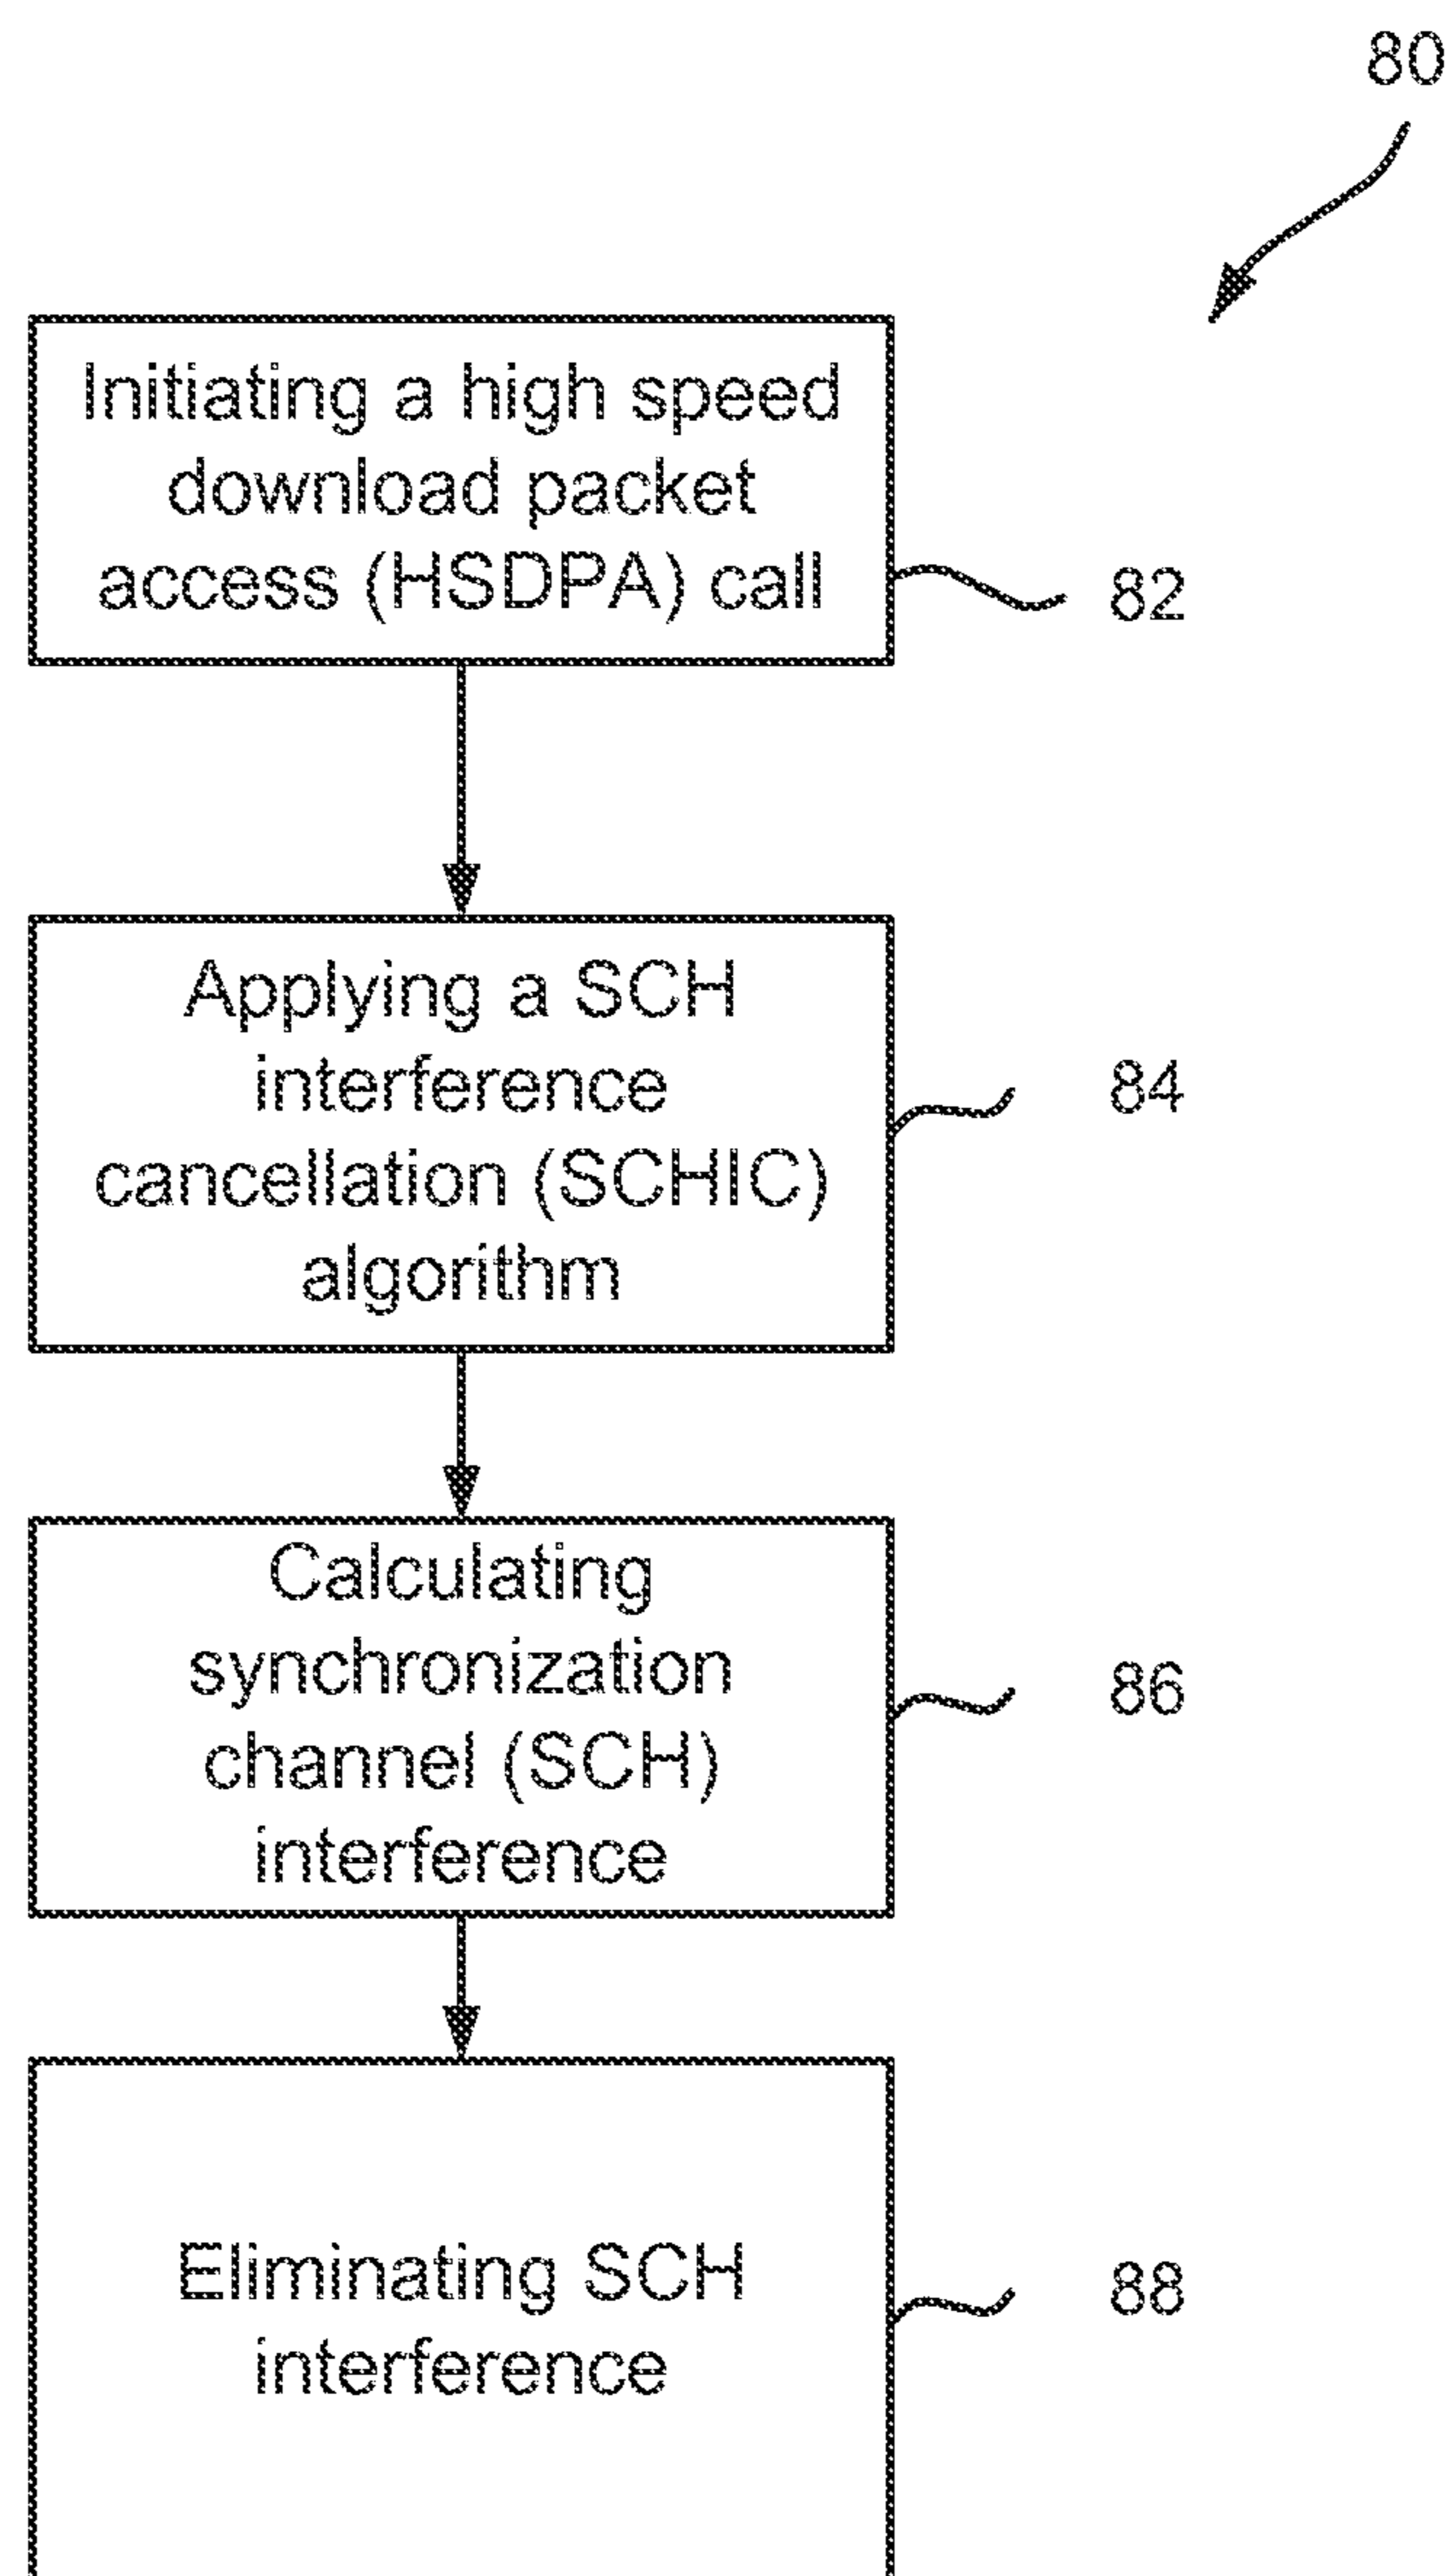 80
Initiating a high speed
download packet
access (HSDPA) call
82
Applying a SCH
interference
cancellation (SCHIC)
algorithm
84
Calculating
synchronization
channel (SCH)
interference
86
Eliminating SCH
interference
88